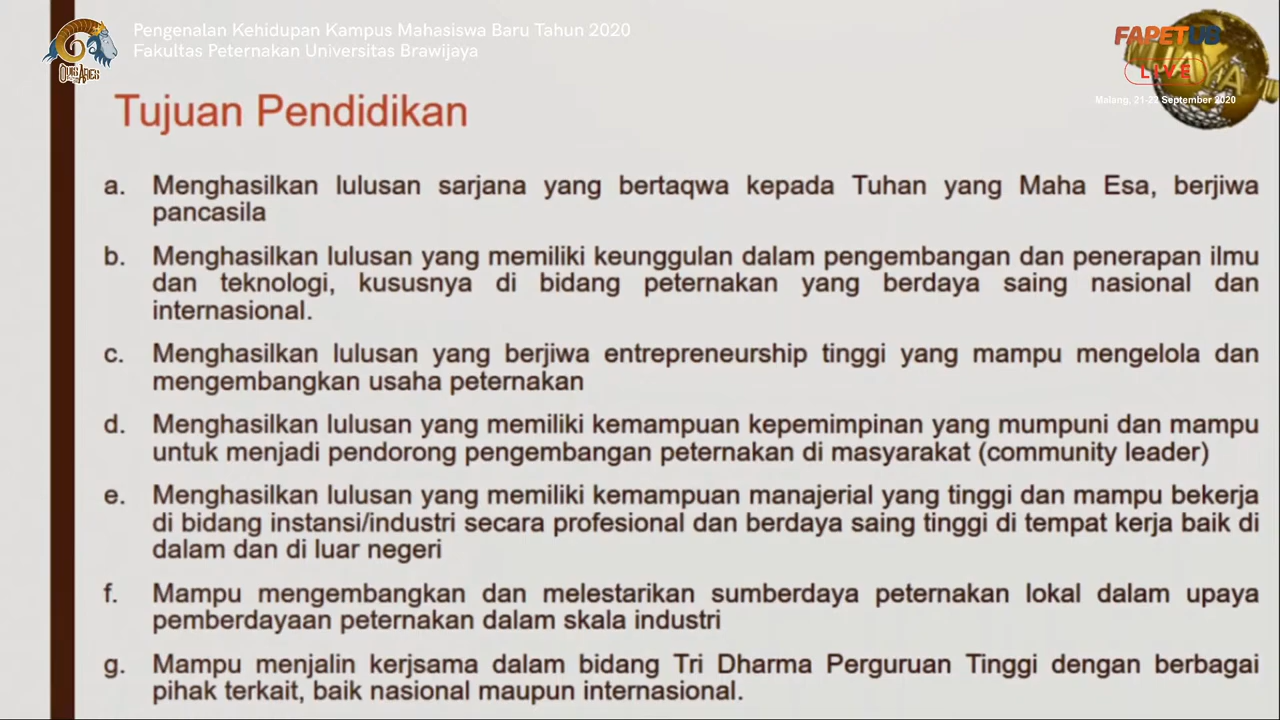 Pengenalan Kehidupan Kampus Mahasiswa Baru Tahun 2020
Fakultas Peternakan Universitas Brawijaya
FAPETUB
LIVE
Malang, 21-22 September 2020
Tujuan Pendidikan
a. Menghasilkan lulusan sarjana yang bertaqwa kepada Tuhan yang Maha Esa, berjiwa
pancasila
b. Menghasilkan lulusan yang memiliki keunggulan dalam pengembangan dan penerapan ilmu
dan teknologi, kususnya di bidang peternakan yang berdaya saing nasional dan
internasional.
c. Menghasilkan lulusan yang berjiwa entrepreneurship tinggi yang mampu mengelola dan
mengembangkan usaha peternakan
d. Menghasilkan lulusan yang memiliki kemampuan kepemimpinan yang mumpuni dan mampu
untuk menjadi pendorong pengembangan peternakan di masyarakat (community leader)
e. Menghasilkan lulusan yang memiliki kemampuan manajerial yang tinggi dan mampu bekerja
di bidang instansi/industri secara profesional dan berdaya saing tinggi di tempat kerja baik di
dalam dan di luar negeri
f. Mampu mengembangkan dan melestarikan sumberdaya peternakan lokal dalam upaya
pemberdayaan peternakan dalam skala industri
g. Mampu menjalin kerjsama dalam bidang Tri Dharma Perguruan Tinggi dengan berbagai
pihak terkait, baik nasional maupun internasional.